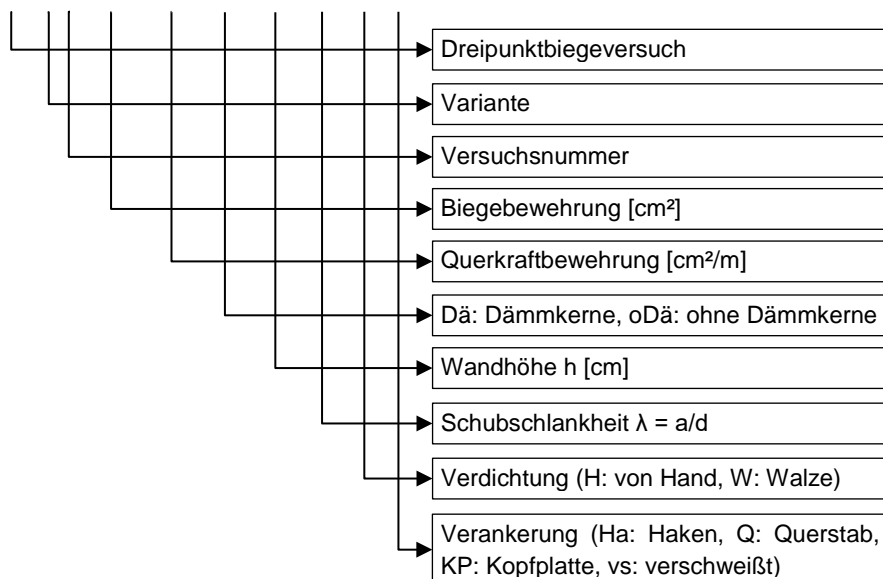 Dreipunktbiegeversuch
Variante
Versuchsnummer
Biegebewehrung [cm²]
Querkraftbewehrung [cm²/m]
Dä: Dämmkerne, oDä: ohne Dämmkerne
Wandhöhe h [cm]
Schubschlankheit λ = a/d
Verdichtung (H: von Hand, W: Walze)
Verankerung (Ha: Haken, Q: Querstab,
KP: Kopfplatte, vs: verschweißt)